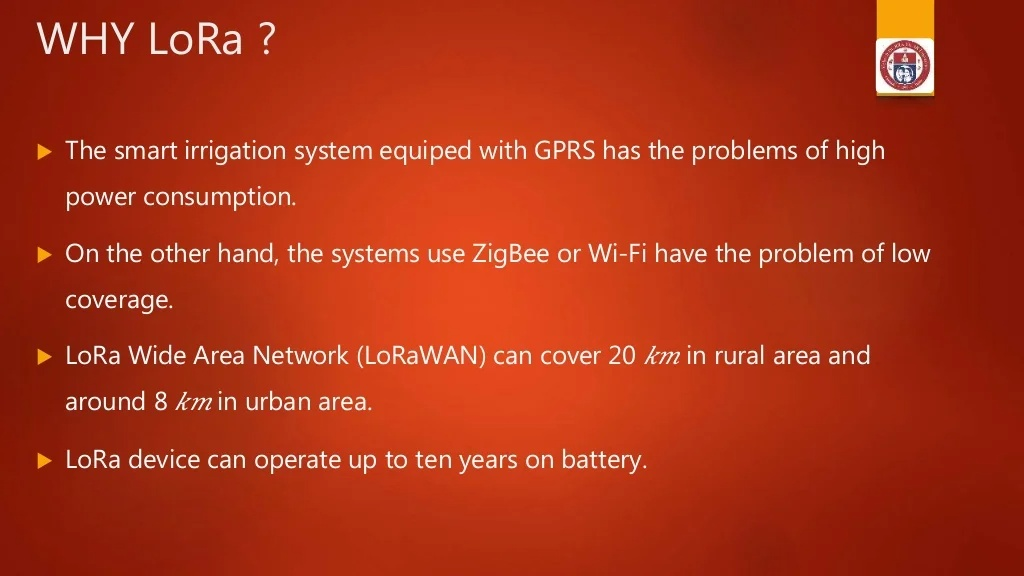 WHY LoRa ?
The smart irrigation system equiped with GPRS has the problems of high
power consumption.
On the other hand, the systems use ZigBee or Wi-Fi have the problem of low
coverage.
LoRa Wide Area Network (LoRaWAN) can cover 20 km in rural area and
around 8 km in urban area.
LoRa device can operate up to ten years on battery.